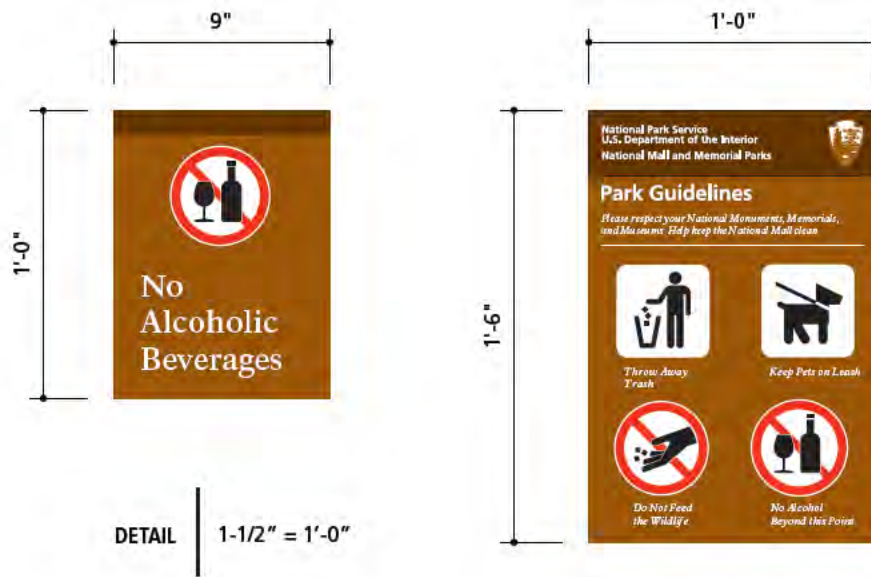 9"
1'-0"
No
Alcoholic
Beverages
DETAIL
1-1/2" = 1'-0"
1'-0"
1'-6"
National Park Service
U.S. Department of the Interior
National Mall and Memorial Parks
Park Guidelines
Please respect your National Monuments, Memorials,
and Museums Help keep the National Mall clean
Throw Away
Trash
Keep Pets on Leash
Do Not Feed
the Wildlife
No Alcohol
Beyond this Point